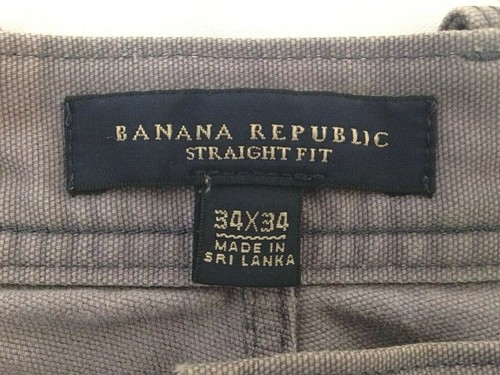 BANANA REPUBLIC
STRAIGHT FIT
34X34
MADE IN
SRI LANKA